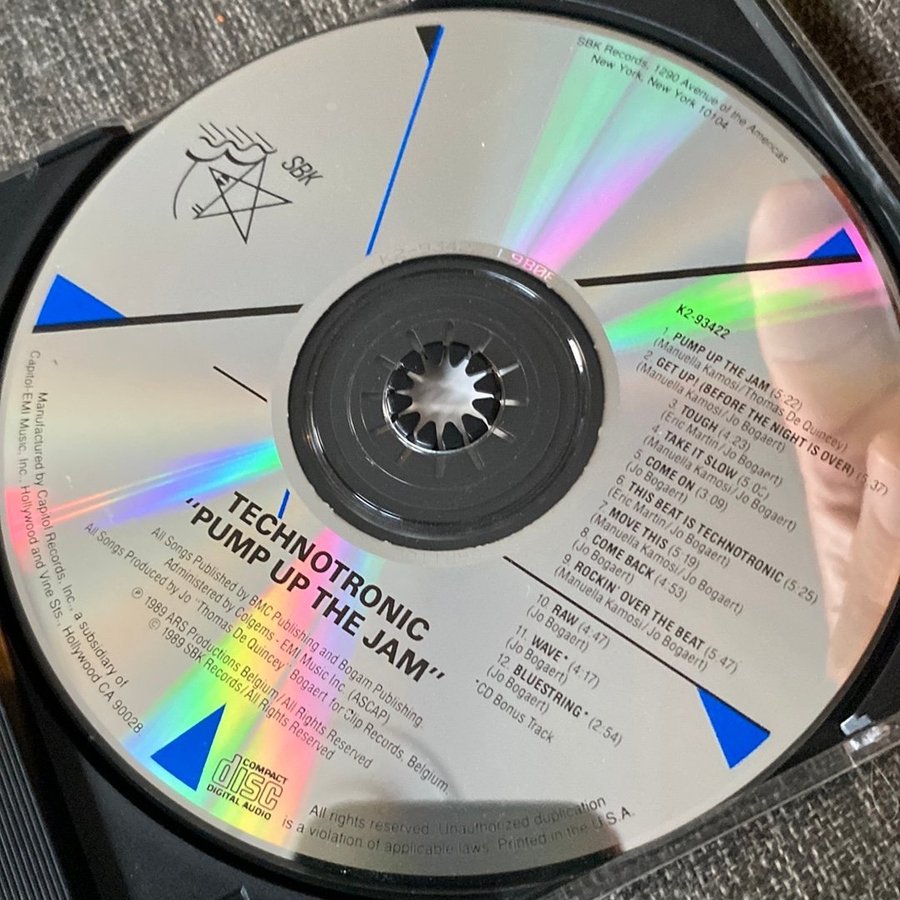 SBK
SBK Records, 1290 Avenue of the Americas
New York, New York 10104
K2-93422
K2-93422
1. PUMP UP THE JAM (5:22)
(Manuella Kamosi/Thomas De Quincey)
2. GET UP! (BEFORE THE NIGHT IS OVER) (5:37)
(Manuella Kamosi/Jo Bogaert)
3. TOUGH (4:23)
(Eric Martin/Jo Bogaert)
4. TAKE IT SLOW
(Manuella Kamosi/Jo Bogaert)
5. COME ON (3:09)
(Jo Bogaert)
6. THIS BEAT IS TECHNOTRONIC (5:25)
(Eric Martin/Jo Bogaert)
7. MOVE THIS (5:19)
(Manuella Kamosi/Jo Bogaert)
8. COME BACK (4:53)
(Jo Bogaert)
9. ROCKIN' OVER THE BEAT (5:47)
(Manuella Kamosi/Jo Bogaert)
10. RAW (4:47)
(Jo Bogaert)
11. WAVE* (4:17)
(Jo Bogaert)
12. BLUESTRING* (2:54)
(Jo Bogaert)
*CD Bonus Track
TECHNOTRONIC
"PUMP UP THE JAM"
All Songs Published by BMC Publishing and Bogam Publishing.
Administered by Colgems-EMI Music Inc. (ASCAP)
All Songs Produced by Jo "Thomas De Quincey" Bogaert for Clip Records, Belgium.
℗ 1989 ARS Productions Belgium/All Rights Reserved
© 1989 SBK Records/All Rights Reserved
Manufactured by Capitol Records, Inc., a subsidiary of
Capitol-EMI Music, Inc., Hollywood and Vine Sts., Hollywood CA 90028
COMPACT
disc
DIGITAL AUDIO
All rights reserved. Unauthorized duplication
is a violation of applicable laws. Printed in the U.S.A.